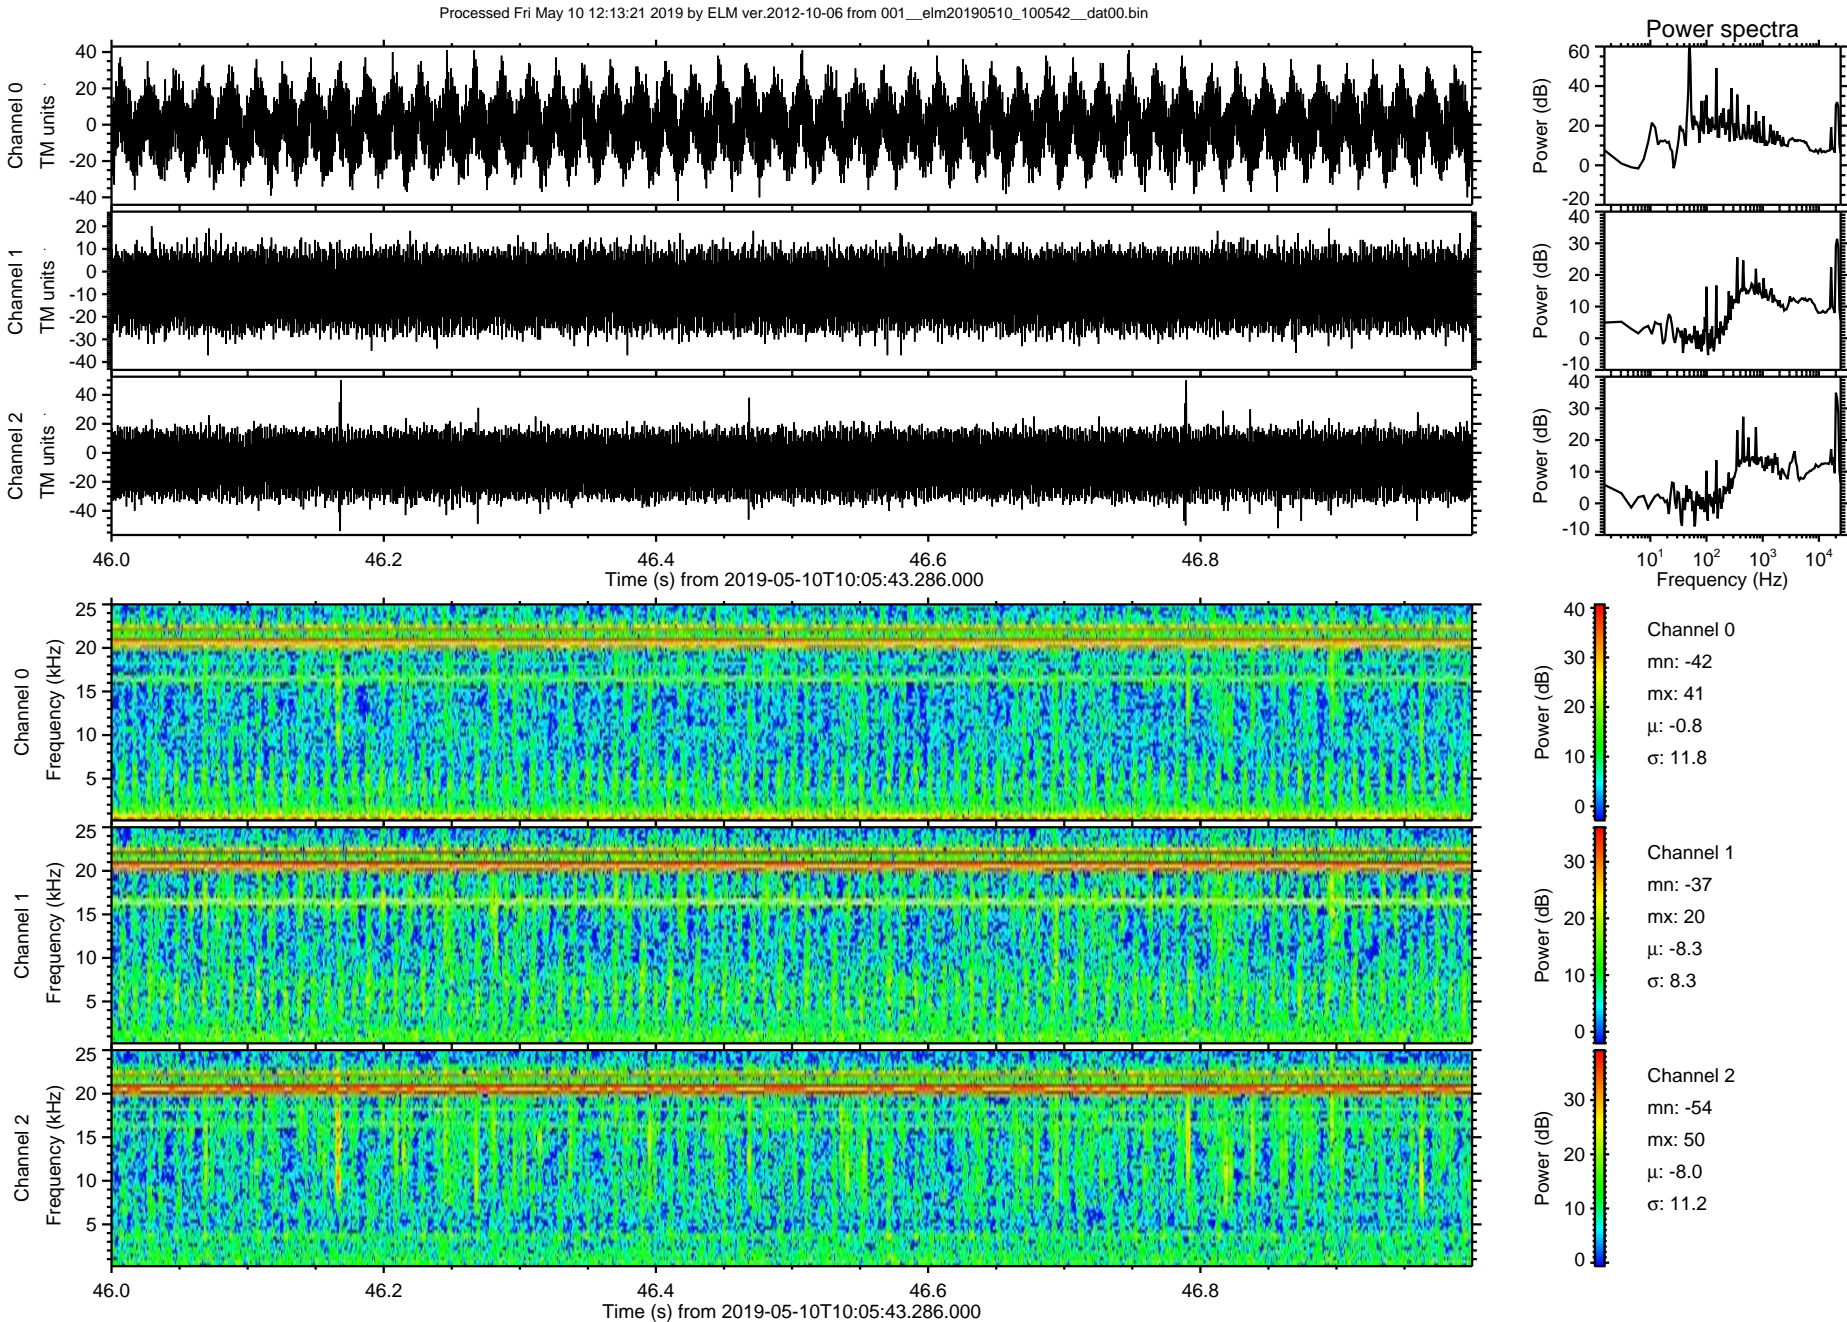 Processed Fri May 10 12:13:21 2019 by ELM ver.2012-10-06 from 001__elm20190510_100542__dat00.bin
Power spectra
Channel 0
TM units
40
20
0
-20
-40
Power (dB)
60
40
20
0
-20
Channel 1
TM units
20
10
0
-10
-20
-30
-40
Power (dB)
40
30
20
10
0
-10
Channel 2
TM units
40
20
0
-20
-40
Power (dB)
40
30
20
10
0
-10
46.0 46.2 46.4 46.6 46.8
Time (s) from 2019-05-10T10:05:43.286.000
10¹ 10² 10³ 10⁴
Frequency (Hz)
Channel 0
Frequency (kHz)
25
20
15
10
5
Power (dB)
40
30
20
10
0
Channel 0
mn: -42
mx: 41
μ: -0.8
σ: 11.8
Channel 1
Frequency (kHz)
25
20
15
10
5
Power (dB)
30
20
10
0
Channel 1
mn: -37
mx: 20
μ: -8.3
σ: 8.3
Channel 2
Frequency (kHz)
25
20
15
10
5
Power (dB)
30
20
10
0
Channel 2
mn: -54
mx: 50
μ: -8.0
σ: 11.2
46.0 46.2 46.4 46.6 46.8
Time (s) from 2019-05-10T10:05:43.286.000